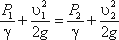 P₁/γ + υ₁²/2g = P₂/γ + υ₂²/2g